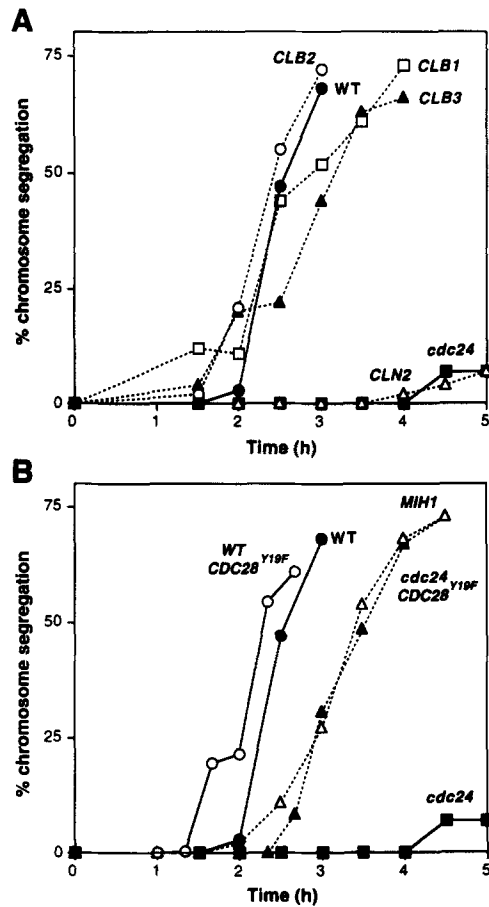 A
% chromosome segregation
75
50
25
0
CLB2
WT
CLB1
CLB3
CLN2
cdc24
0 1 2 3 4 5
Time (h)
B
% chromosome segregation
75
50
25
0
WT
CDC28Y19F
WT
MIH1
cdc24
CDC28Y19F
cdc24
0 1 2 3 4 5
Time (h)